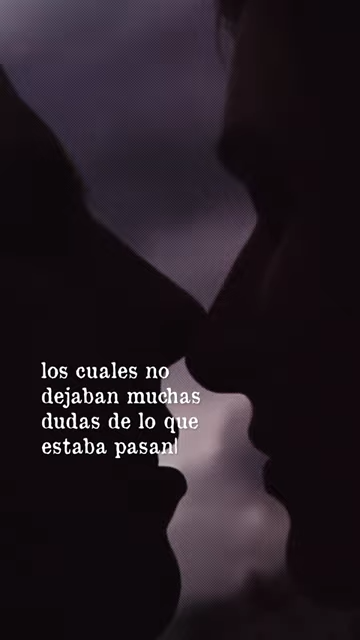 los cuales no
dejaban muchas
dudas de lo que
estaba pasan